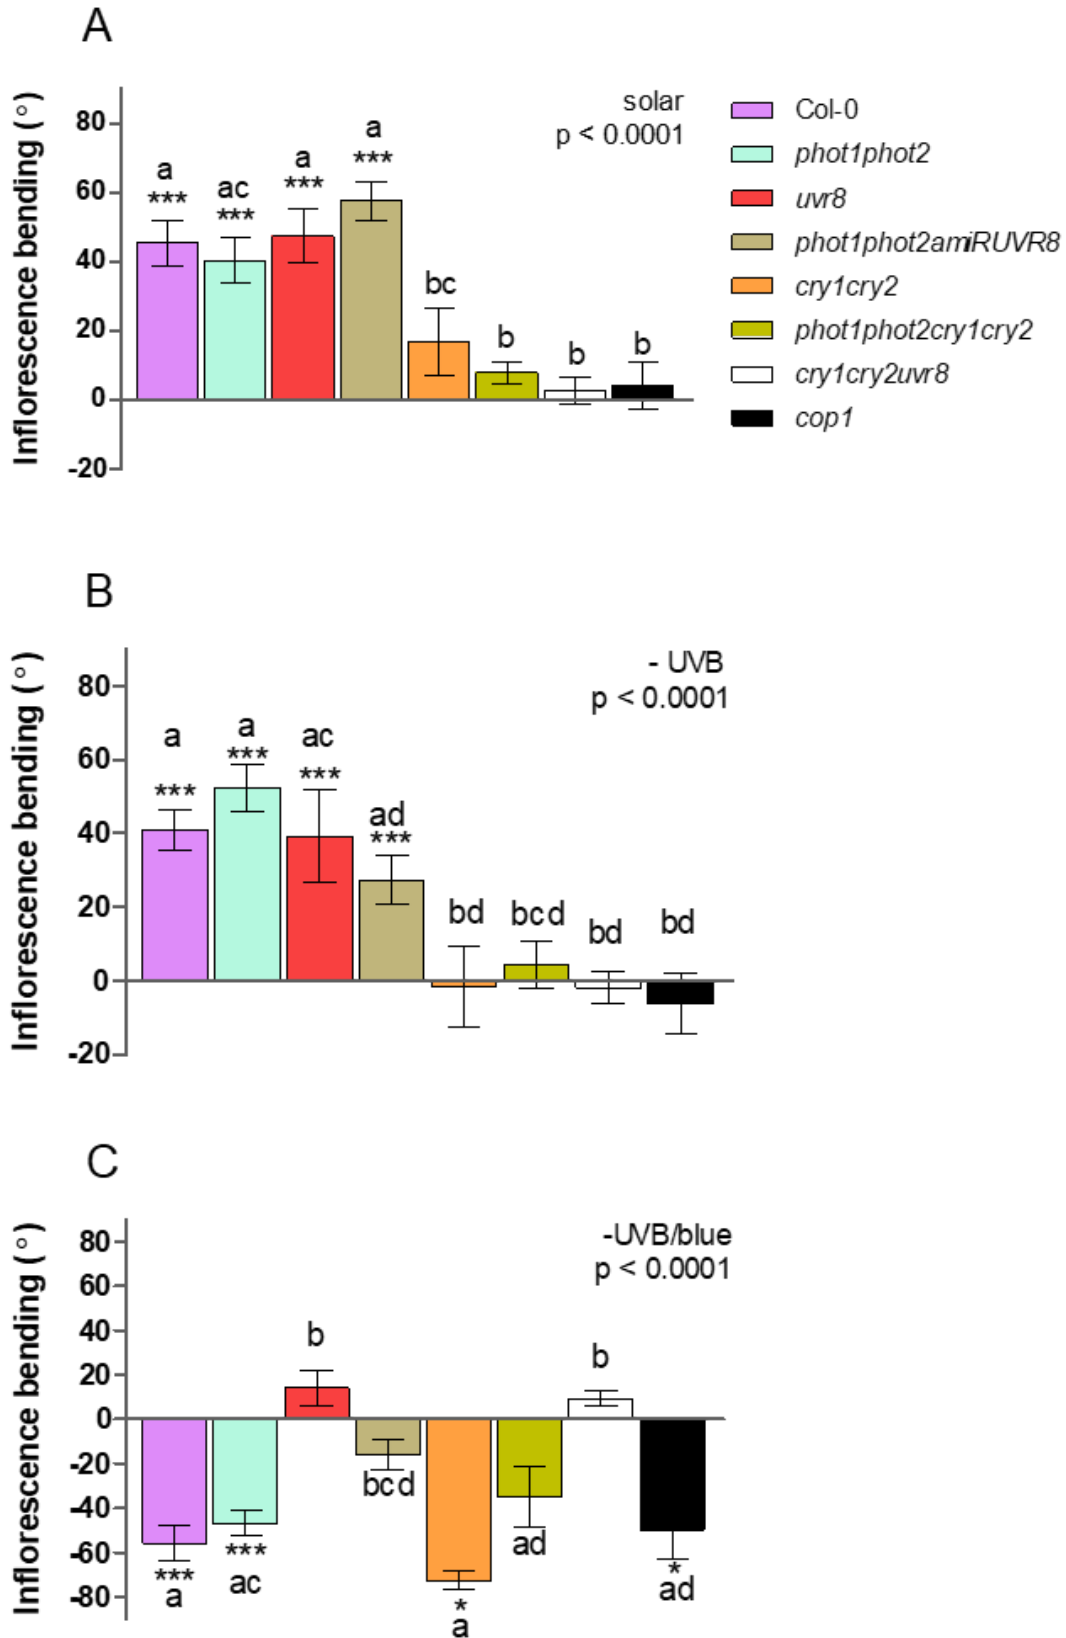 A
Inflorescence bending (°)
80
60
40
20
0
-20
a
***
ac
***
a
***
a
***
bc
b
b
b
solar
p < 0.0001
Col-0
phot1phot2
uvr8
phot1phot2amiRUVR8
cry1cry2
phot1phot2cry1cry2
cry1cry2uvr8
cop1
B
Inflorescence bending (°)
80
60
40
20
0
-20
a
***
a
***
ac
***
ad
***
bd
bcd
bd
bd
- UVB
p < 0.0001
C
Inflorescence bending (°)
80
60
40
20
0
-20
-40
-60
-80
***
a
***
ac
b
bcd
*
a
ad
b
*
ad
-UVB/blue
p < 0.0001